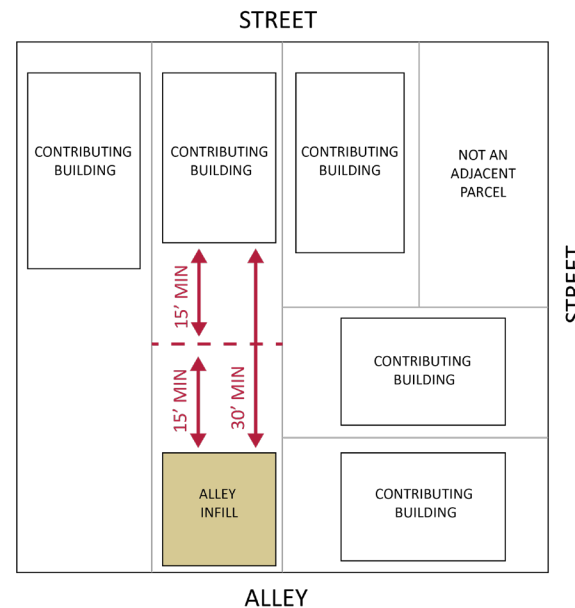 STREET
CONTRIBUTING
BUILDING
CONTRIBUTING
BUILDING
CONTRIBUTING
BUILDING
NOT AN
ADJACENT
PARCEL
STREET
15’ MIN
15’ MIN
30’ MIN
CONTRIBUTING
BUILDING
ALLEY
INFILL
CONTRIBUTING
BUILDING
ALLEY